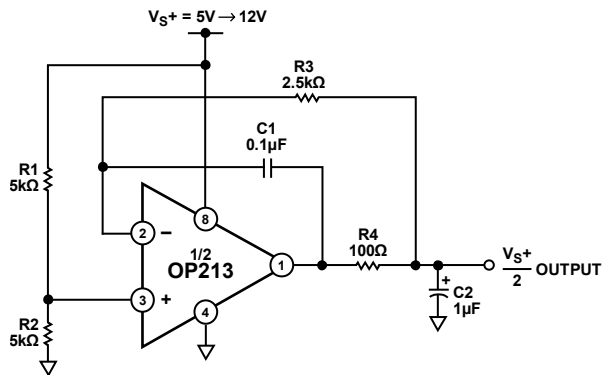 VS+ = 5V → 12V
R3
2.5kΩ
C1
0.1µF
R1
5kΩ
2
−
8
1/2
OP213
1
R4
100Ω
VS+
2
OUTPUT
3
+
4
+
C2
1µF
R2
5kΩ